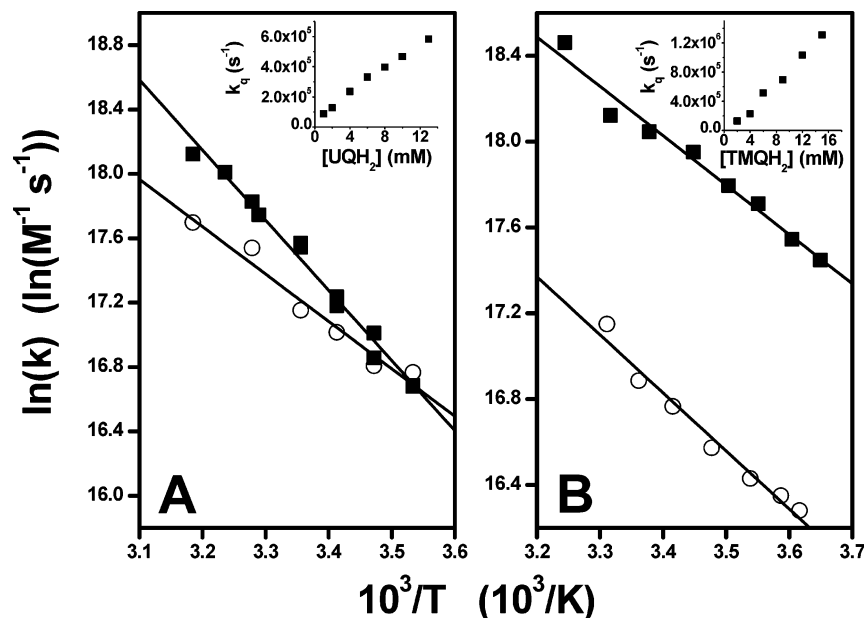 ln(k) (ln(M⁻¹ s⁻¹))
18.8
18.4
18.0
17.6
17.2
16.8
16.4
16.0
3.1 3.2 3.3 3.4 3.5 3.6
A
k_q (s⁻¹)
6.0x10⁵
4.0x10⁵
2.0x10⁵
0.0
0 4 8 12
[UQH₂] (mM)
18.4
18.0
17.6
17.2
16.8
16.4
3.2 3.3 3.4 3.5 3.6 3.7
B
k_q (s⁻¹)
1.2x10⁶
8.0x10⁵
4.0x10⁵
0.0
0 4 8 12 16
[TMQH₂] (mM)
10³/T (10³/K)